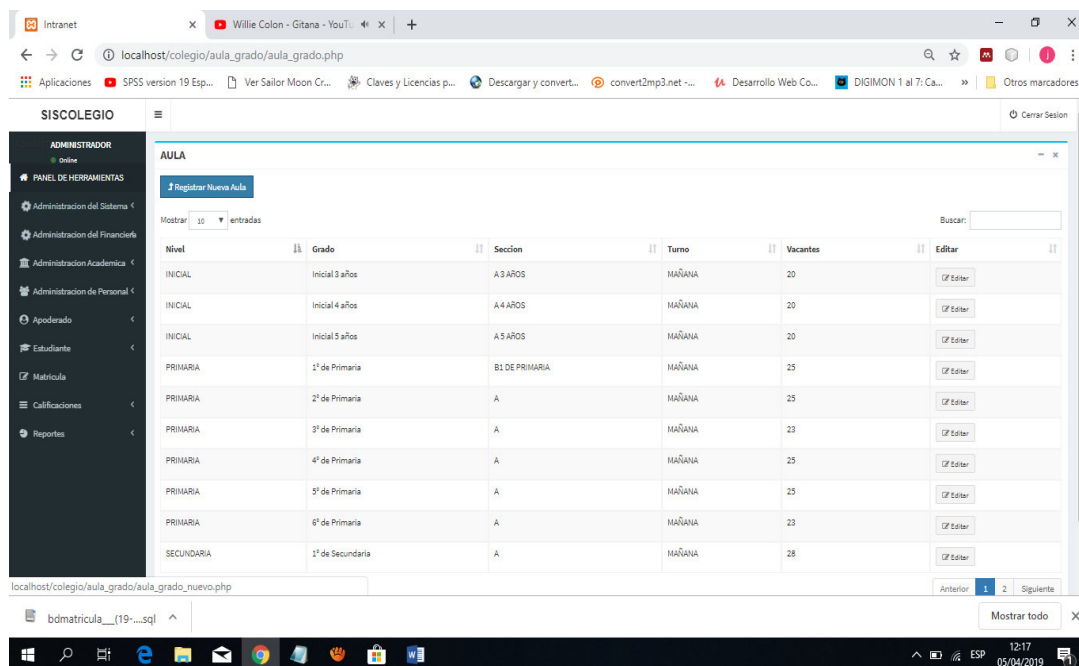 Intranet
Willie Colon - Gitana - YouTu
localhost/colegio/aula_grado/aula_grado.php
Aplicaciones SPSS version 19 Esp... Ver Sailor Moon Cr... Claves y Licencias p... Descargar y convert... convert2mp3.net -... Desarrollo Web Co... DIGIMON 1 al 7: Ca... » Otros marcadores
SISCOLEGIO
Cerrar Sesion
ADMINISTRADOR
Online
PANEL DE HERRAMIENTAS
Administracion del Sistema
Administracion del Financiera
Administracion Academica
Administracion de Personal
Apoderado
Estudiante
Matricula
Calificaciones
Reportes
AULA
Registrar Nueva Aula
Mostrar 10 entradas Buscar:
Nivel Grado Seccion Turno Vacantes Editar
INICIAL Inicial 3 años A 3 AÑOS MAÑANA 20 Editar
INICIAL Inicial 4 años A 4 AÑOS MAÑANA 20 Editar
INICIAL Inicial 5 años A 5 AÑOS MAÑANA 20 Editar
PRIMARIA 1º de Primaria B1 DE PRIMARIA MAÑANA 25 Editar
PRIMARIA 2º de Primaria A MAÑANA 25 Editar
PRIMARIA 3º de Primaria A MAÑANA 23 Editar
PRIMARIA 4º de Primaria A MAÑANA 25 Editar
PRIMARIA 5º de Primaria A MAÑANA 25 Editar
PRIMARIA 6º de Primaria A MAÑANA 23 Editar
SECUNDARIA 1º de Secundaria A MAÑANA 28 Editar
localhost/colegio/aula_grado/aula_grado_nuevo.php
Anterior 1 2 Siguiente
bdmatricula__(19-....sql
Mostrar todo
ESP
12:17
05/04/2019